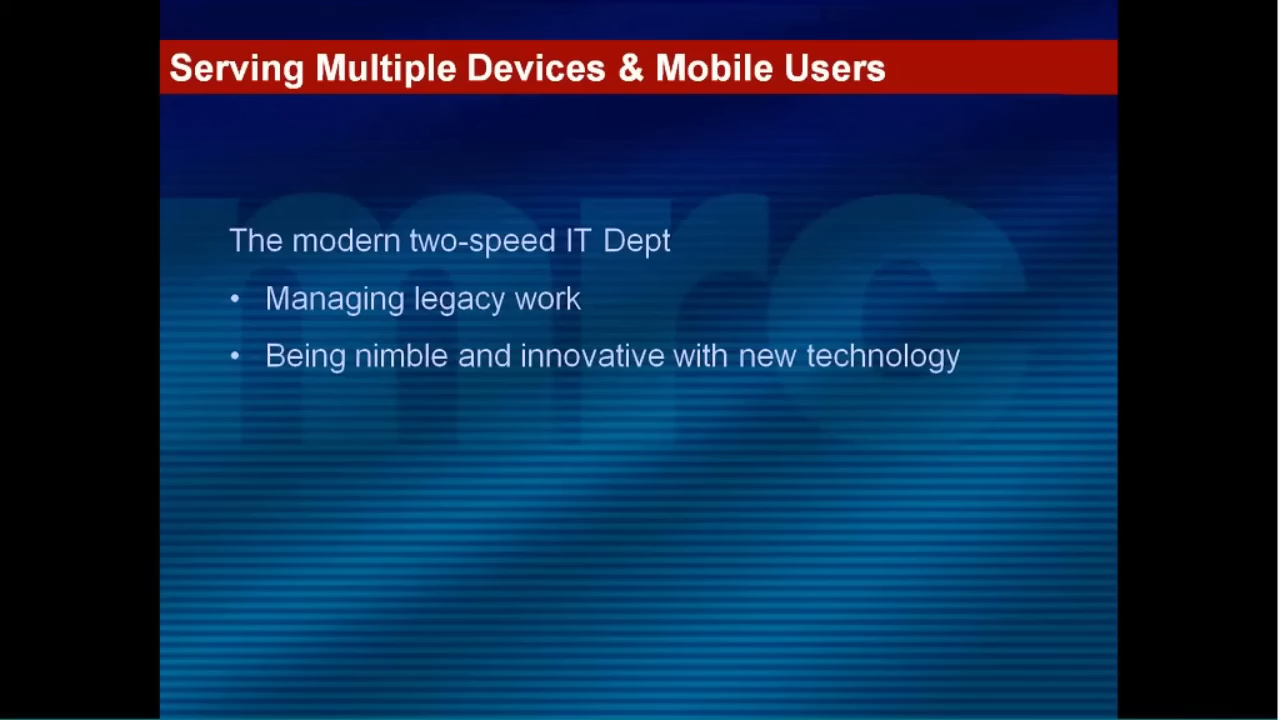 Serving Multiple Devices & Mobile Users
mrc
The modern two-speed IT Dept
• Managing legacy work
• Being nimble and innovative with new technology